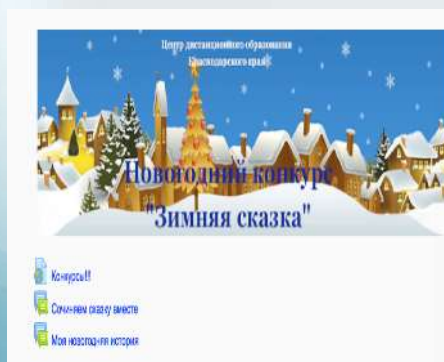 Центр дистанционного образования
Краснодарского края
Новогодний конкурс
"Зимняя сказка"
Конкурсы!!!
Сочиняем сказку вместе
Моя новогодняя история